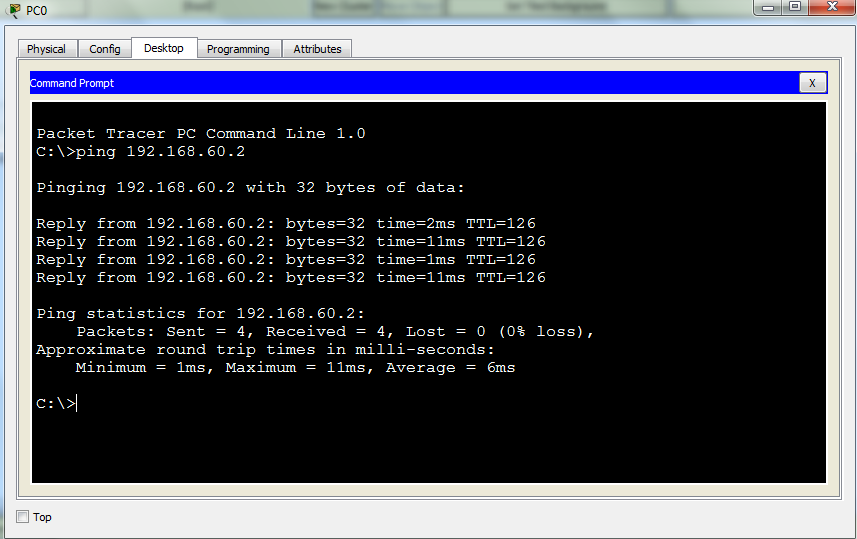 PC0
Physical Config Desktop Programming Attributes
Command Prompt
X
Packet Tracer PC Command Line 1.0
C:\>ping 192.168.60.2
Pinging 192.168.60.2 with 32 bytes of data:
Reply from 192.168.60.2: bytes=32 time=2ms TTL=126
Reply from 192.168.60.2: bytes=32 time=11ms TTL=126
Reply from 192.168.60.2: bytes=32 time=1ms TTL=126
Reply from 192.168.60.2: bytes=32 time=11ms TTL=126
Ping statistics for 192.168.60.2:
    Packets: Sent = 4, Received = 4, Lost = 0 (0% loss),
Approximate round trip times in milli-seconds:
    Minimum = 1ms, Maximum = 11ms, Average = 6ms
C:\>
Top